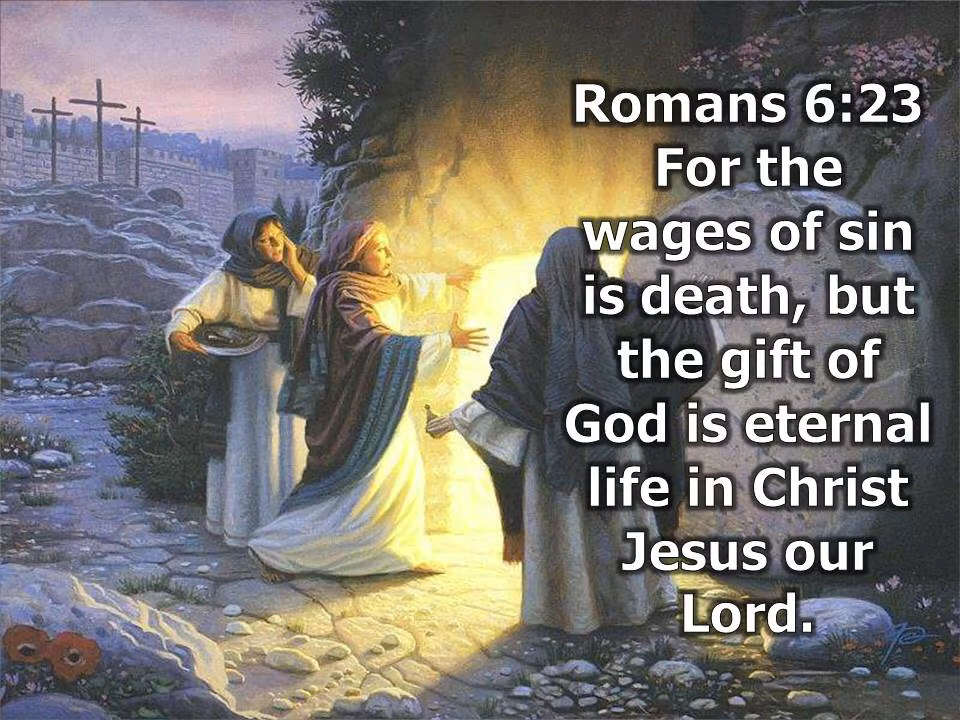 Romans 6:23
For the
wages of sin
is death, but
the gift of
God is eternal
life in Christ
Jesus our
Lord.